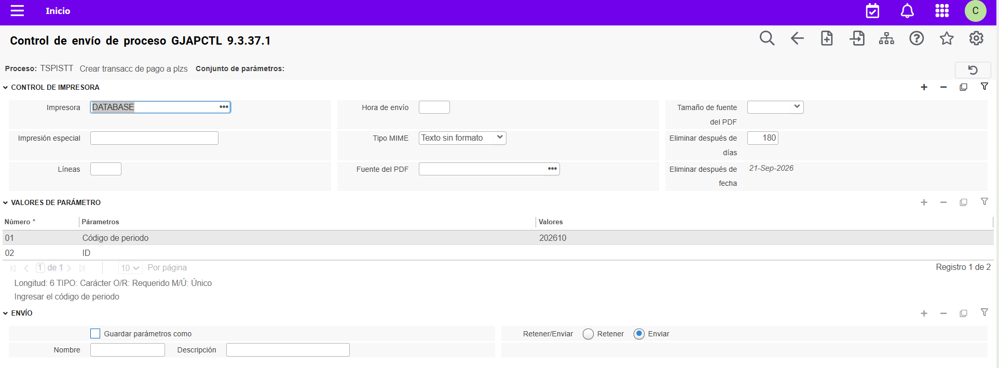 Inicio
C
Control de envío de proceso GJAPCTL 9.3.37.1
Proceso: TSPISTT Crear transacc de pago a plzs Conjunto de parámetros:
CONTROL DE IMPRESORA
Impresora DATABASE ••• Hora de envío Tamaño de fuente del PDF
Impresión especial Tipo MIME Texto sin formato Eliminar después de días 180
Líneas Fuente del PDF ••• Eliminar después de fecha 21-Sep-2026
VALORES DE PARÁMETRO
Número * Párametros Valores
01 Código de periodo 202610
02 ID
1 de 1 10 Por página Registro 1 de 2
Longitud: 6 TIPO: Carácter O/R: Requerido M/Ú: Único
Ingresar el código de periodo
ENVÍO
Guardar parámetros como Retener/Enviar Retener Enviar
Nombre Descripción